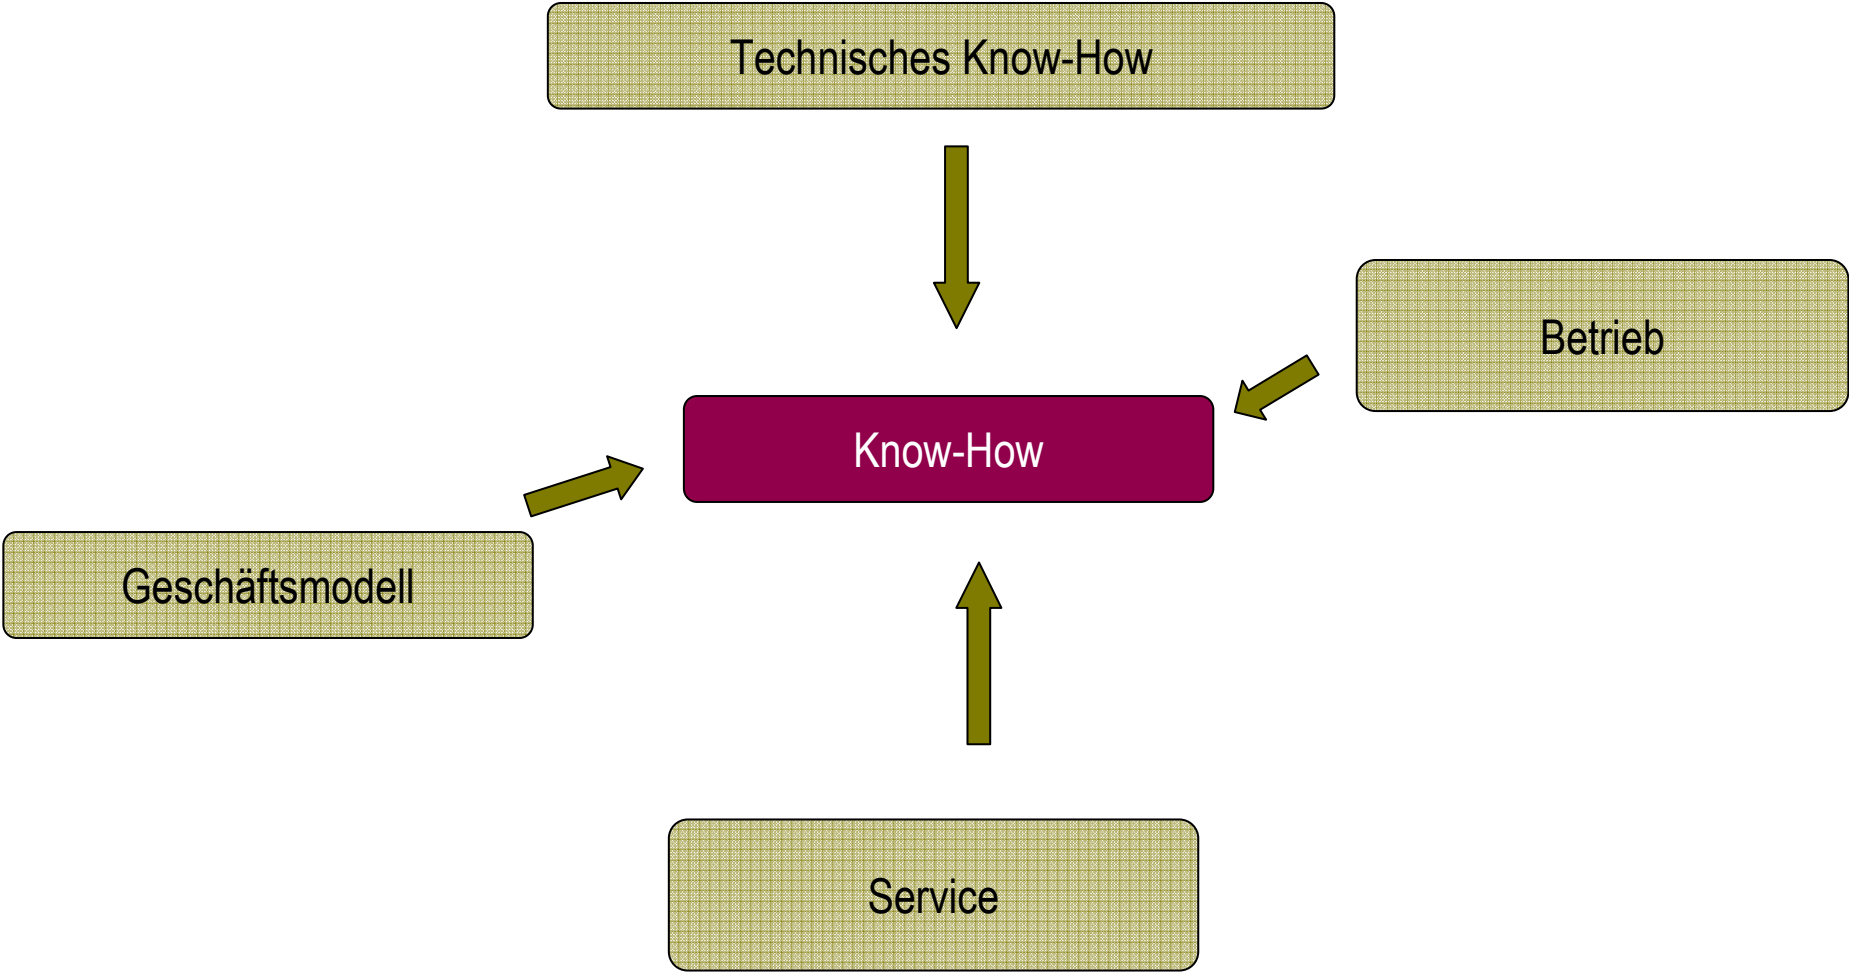 Technisches Know-How
Betrieb
Know-How
Geschäftsmodell
Service